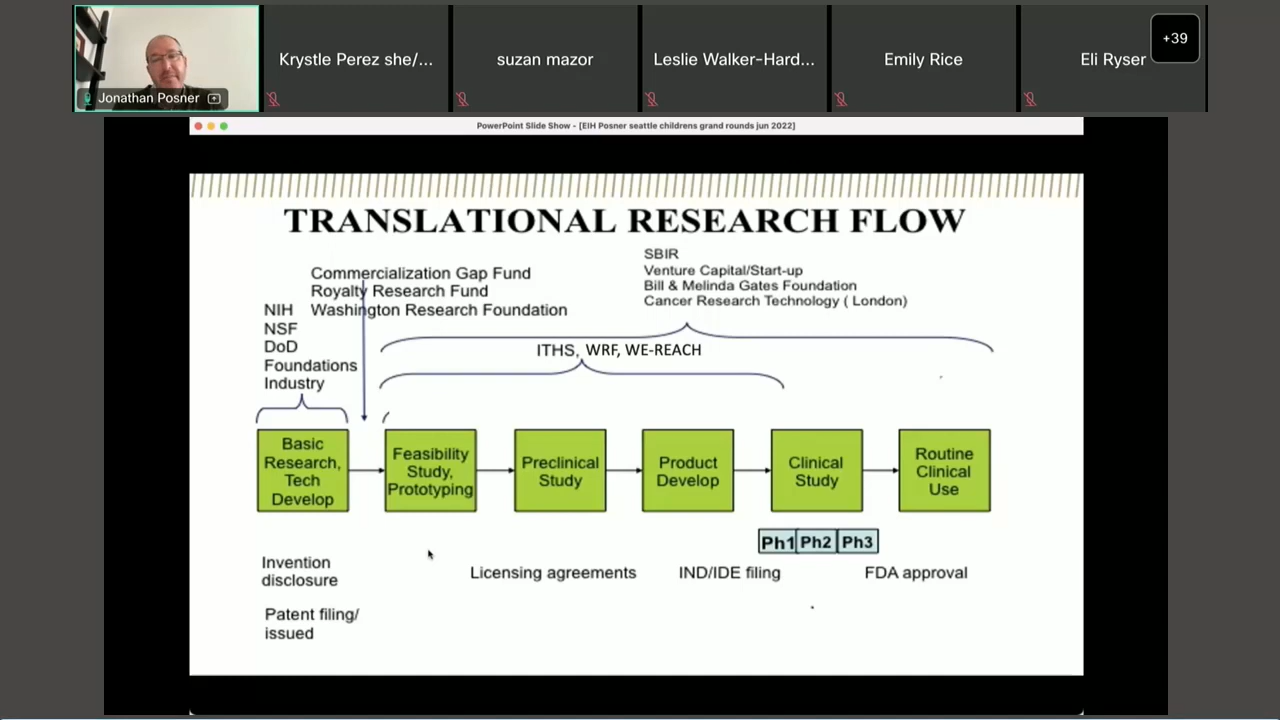 Jonathan Posner
Krystle Perez she/...
suzan mazor
Leslie Walker-Hard...
Emily Rice
Eli Ryser
+39
PowerPoint Slide Show - [EIH Posner seattle childrens grand rounds jun 2022]
TRANSLATIONAL RESEARCH FLOW
Commercialization Gap Fund
Royalty Research Fund
Washington Research Foundation
SBIR
Venture Capital/Start-up
Bill & Melinda Gates Foundation
Cancer Research Technology ( London)
NIH
NSF
DoD
Foundations
Industry
ITHS, WRF, WE-REACH
Basic
Research,
Tech
Develop
Feasibility
Study,
Prototyping
Preclinical
Study
Product
Develop
Clinical
Study
Routine
Clinical
Use
Ph1 Ph2 Ph3
Invention
disclosure
Licensing agreements
IND/IDE filing
FDA approval
Patent filing/
issued